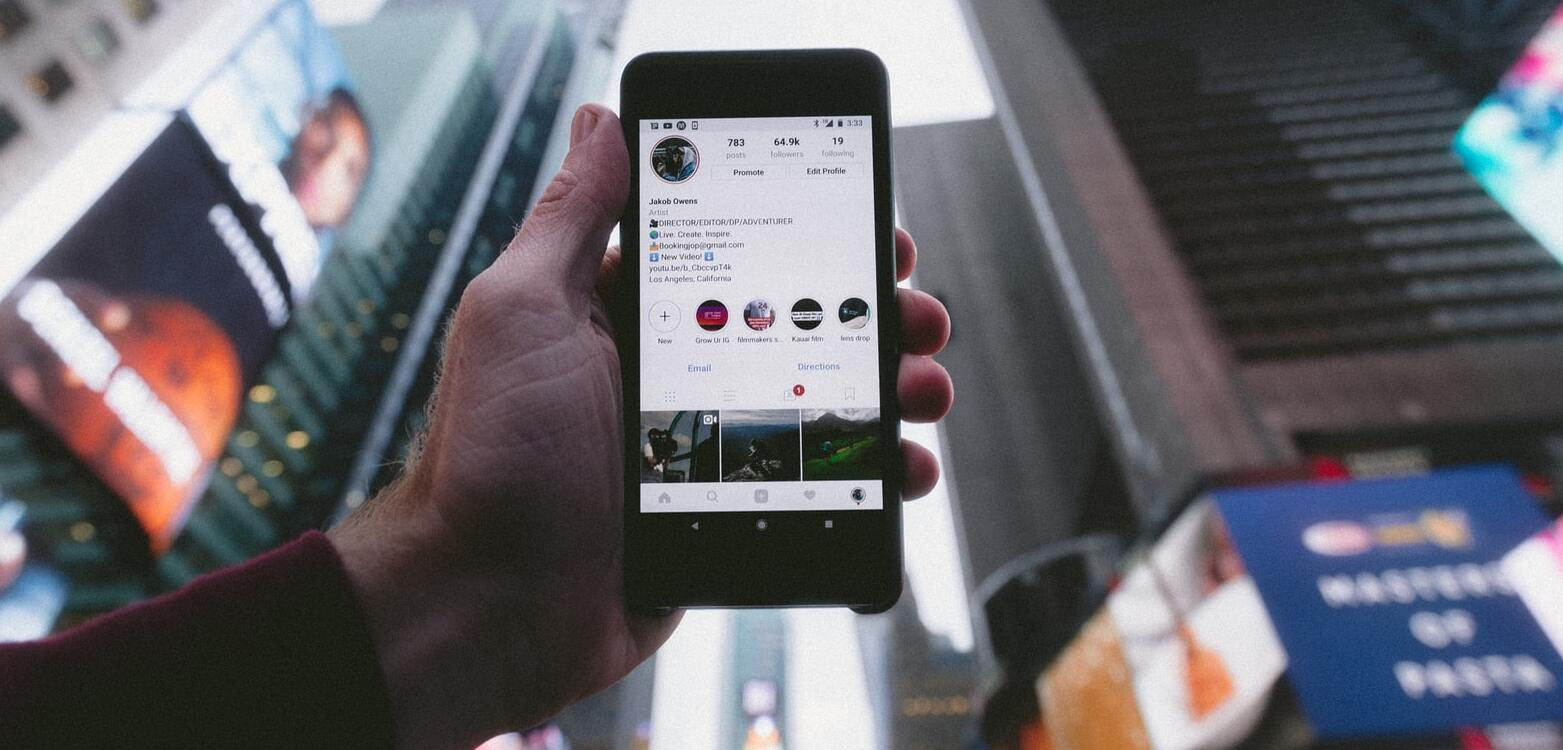 3:33
783 64.9k 19
posts followers following
Promote Edit Profile
Jakob Owens
Artist
🎥DIRECTOR/EDITOR/DP/ADVENTURER
🌎Live. Create. Inspire.
📩Bookingjop@gmail.com
⬇️ New Video! ⬇️
youtu.be/b_CbccvpT4k
Los Angeles, California
24
New Grow Ur IG filmmakers s... Kauai film lens drop
Email Directions
1
MASTERS
OF
PASTA